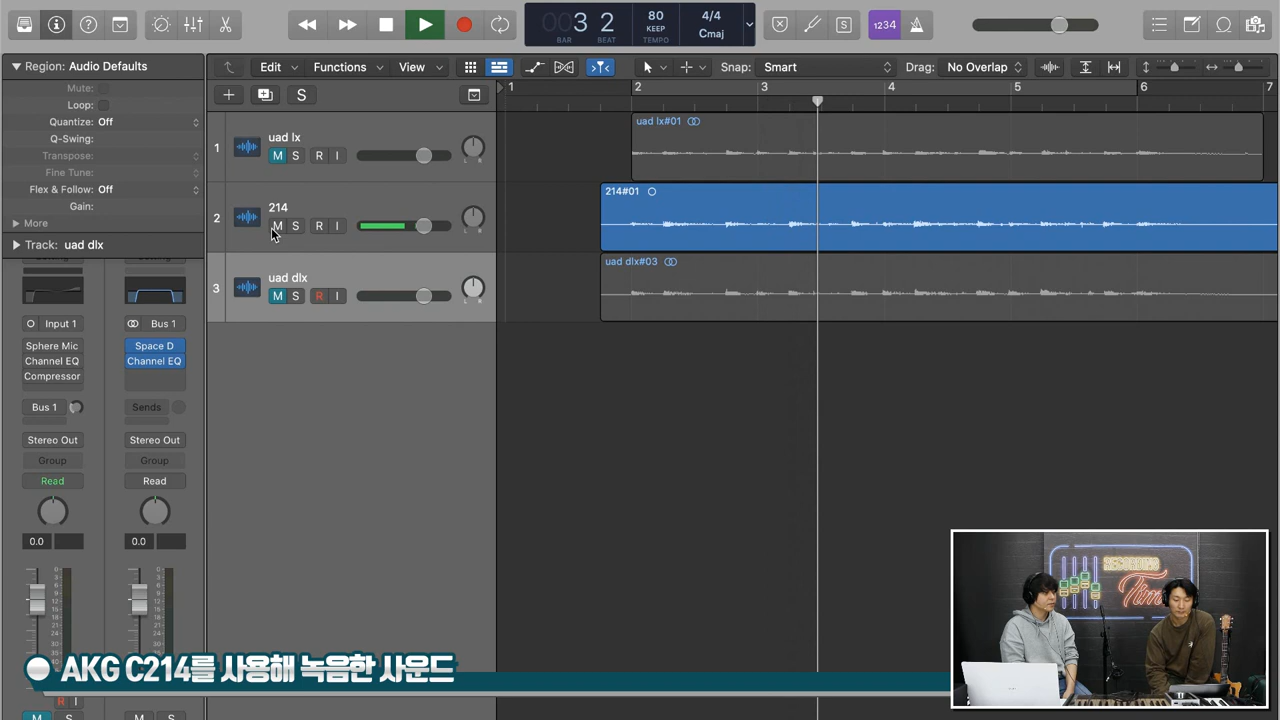 3 2
BAR BEAT
80
KEEP
TEMPO
4/4
Cmaj
1234
Region: Audio Defaults
Mute:
Loop:
Quantize: Off
Q-Swing:
Transpose:
Fine Tune:
Flex & Follow: Off
Gain:
More
Track: uad dlx
Edit
Functions
View
Snap: Smart
Drag: No Overlap
S
1 2 3 4 5 6 7
1
uad lx
M S R I
L R
uad lx#01
2
214
M S R I
L R
214#01
3
uad dlx
M S R I
L R
uad dlx#03
Input 1
Bus 1
Sphere Mic
Space D
Channel EQ
Channel EQ
Compressor
Bus 1
Sends
Stereo Out
Stereo Out
Group
Group
Read
Read
0.0
0.0
R I
M S
M S
RECORDING
Time
AKG C214를 사용해 녹음한 사운드